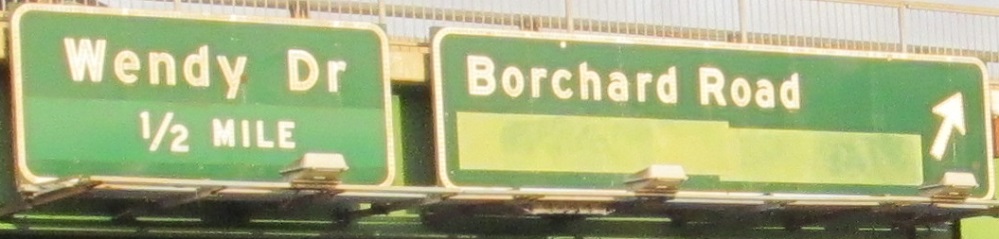 Wendy Dr
1/2 MILE
Borchard Road